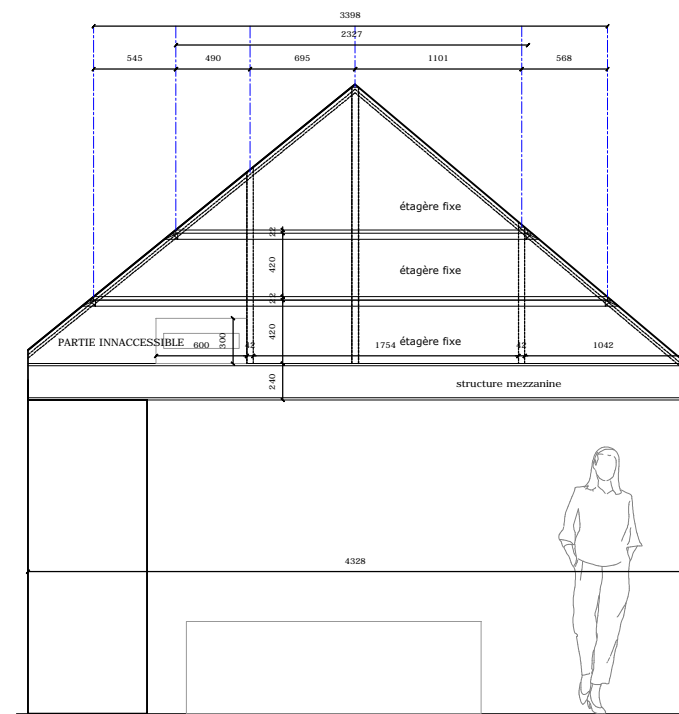 3398
2327
545 490 695 1101 568
étagère fixe
22
420
étagère fixe
22
420
300
PARTIE INNACCESSIBLE 600 42 1754 étagère fixe 42 1042
240
structure mezzanine
4328